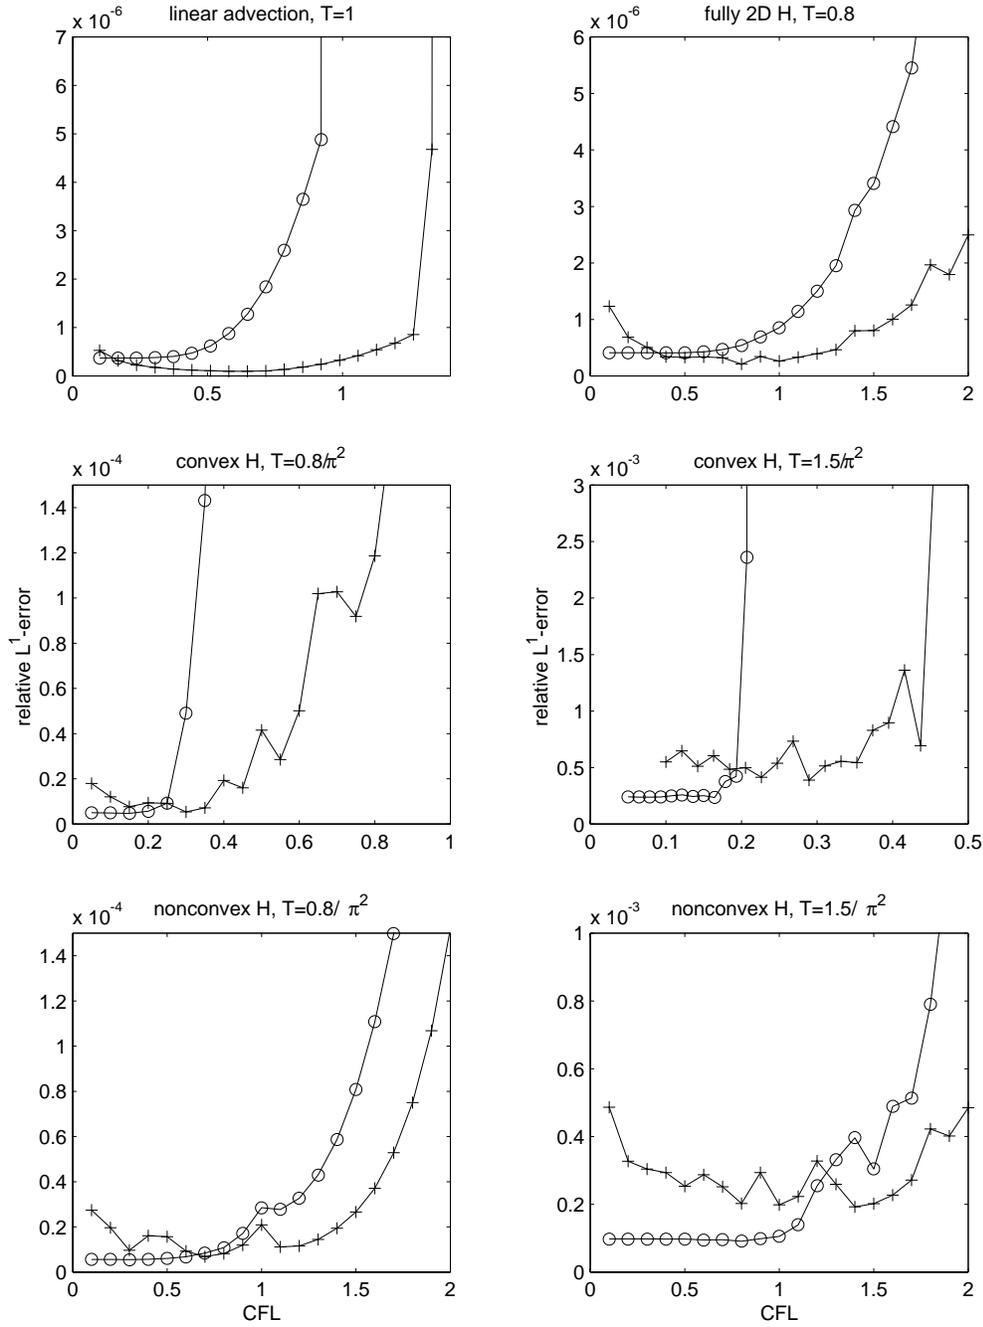 linear advection, T=1
x 10^-6
7
6
5
4
3
2
1
0
0 0.5 1
fully 2D H, T=0.8
x 10^-6
6
5
4
3
2
1
0
0 0.5 1 1.5 2
convex H, T=0.8/π^2
x 10^-4
1.4
1.2
1
0.8
0.6
0.4
0.2
0
0 0.2 0.4 0.6 0.8 1
relative L^1-error
convex H, T=1.5/π^2
x 10^-3
3
2.5
2
1.5
1
0.5
0
0 0.1 0.2 0.3 0.4 0.5
relative L^1-error
nonconvex H, T=0.8/ π^2
x 10^-4
1.4
1.2
1
0.8
0.6
0.4
0.2
0
0 0.5 1 1.5 2
CFL
nonconvex H, T=1.5/ π^2
x 10^-3
1
0.8
0.6
0.4
0.2
0
0 0.5 1 1.5 2
CFL